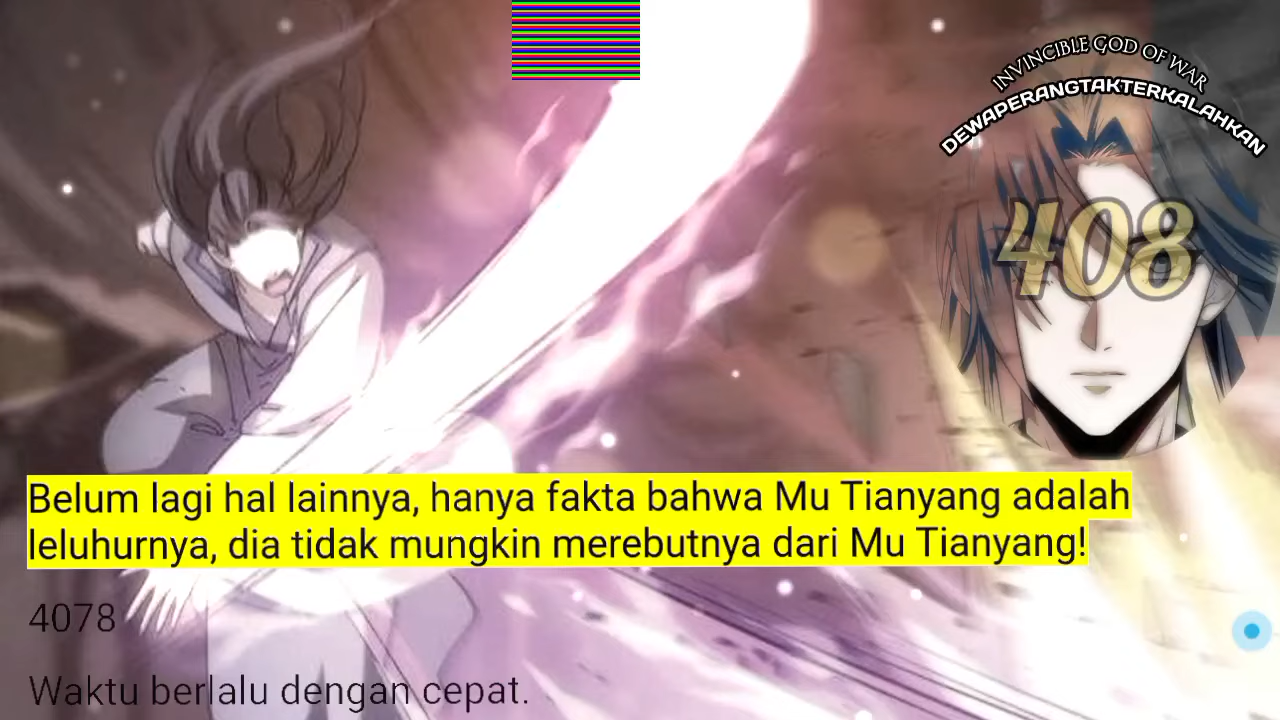 INVINCIBLE GOD OF WAR
DEWAPERANGTAKTERKALAHKAN
408
Belum lagi hal lainnya, hanya fakta bahwa Mu Tianyang adalah
leluhurnya, dia tidak mungkin merebutnya dari Mu Tianyang!
4078
Waktu berlalu dengan cepat.